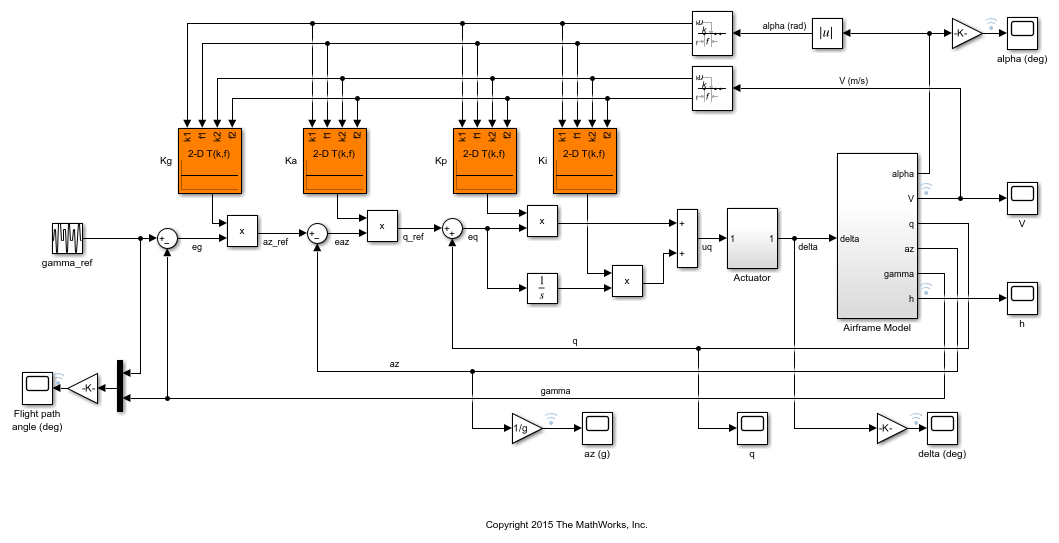 alpha (rad)
|u|
-K-
alpha (deg)
V (m/s)
k1
f1
k2
f2
k1
f1
k2
f2
k1
f1
k2
f2
k1
f1
k2
f2
Kg
2-D T(k,f)
Ka
2-D T(k,f)
Kp
2-D T(k,f)
Ki
2-D T(k,f)
gamma_ref
eg
x
az_ref
eaz
x
q_ref
eq
x
1
s
x
+
+
uq
1
1
Actuator
delta
delta
alpha
V
q
az
gamma
h
Airframe Model
V
h
q
az
gamma
-K-
Flight path
angle (deg)
1/g
az (g)
q
-K-
delta (deg)
Copyright 2015 The MathWorks, Inc.